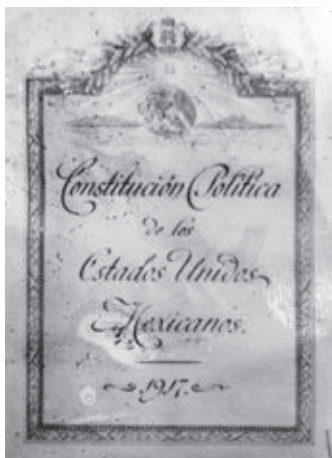 Constitución Política
de los
Estados Unidos
Mexicanos.
1917.